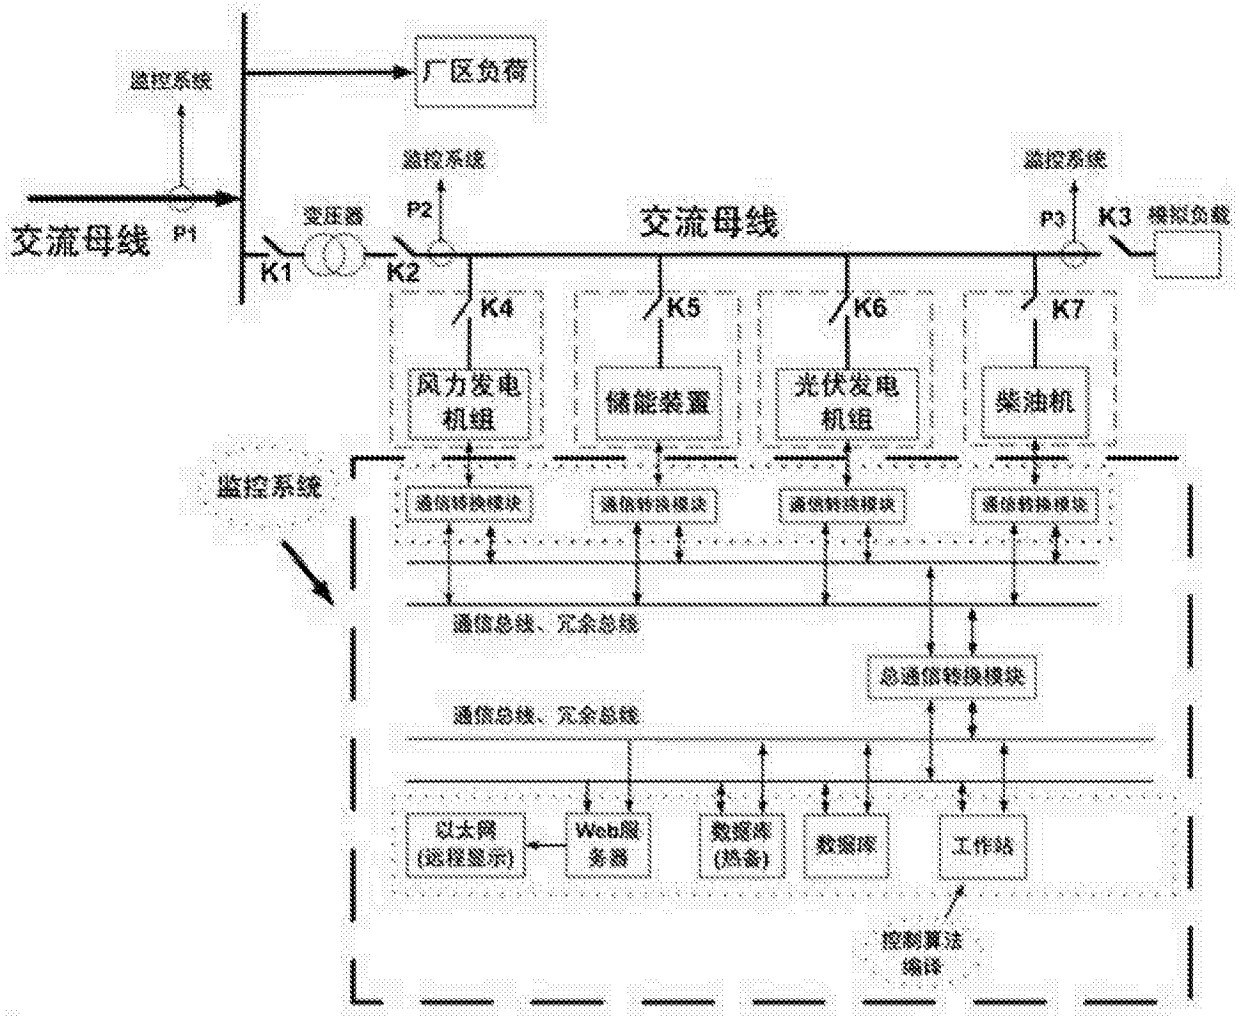 厂区负荷
监控系统
监控系统
监控系统
P2
P3
K3
模拟负载
变压器
交流母线
交流母线
P1
K1
K2
K4
K5
K6
K7
风力发电
机组
储能装置
光伏发电
机组
柴油机
监控系统
通信转换模块
通信转换模块
通信转换模块
通信转换模块
通信总线、冗余总线
总通信转换模块
通信总线、冗余总线
以太网
(远程显示)
Web服
务器
数据库
(热备)
数据库
工作站
控制算法
编译